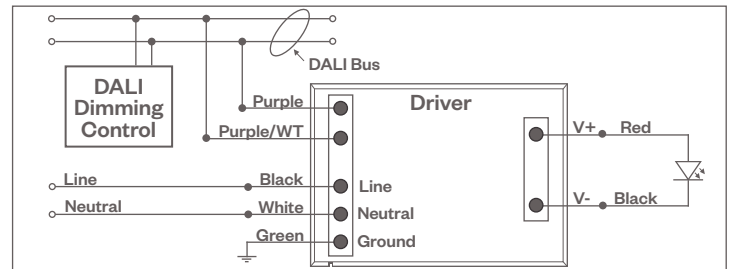 DALI Bus
DALI
Dimming
Control
Purple
Driver
Purple/WT
V+ Red
Line Black Line
Neutral White Neutral
V- Black
Green Ground